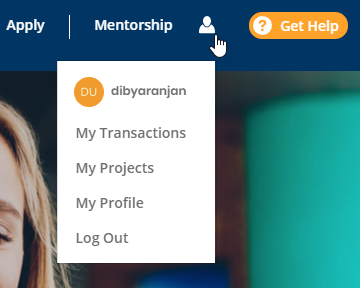 Apply
Mentorship
? Get Help
DU dibyaranjan
My Transactions
My Projects
My Profile
Log Out